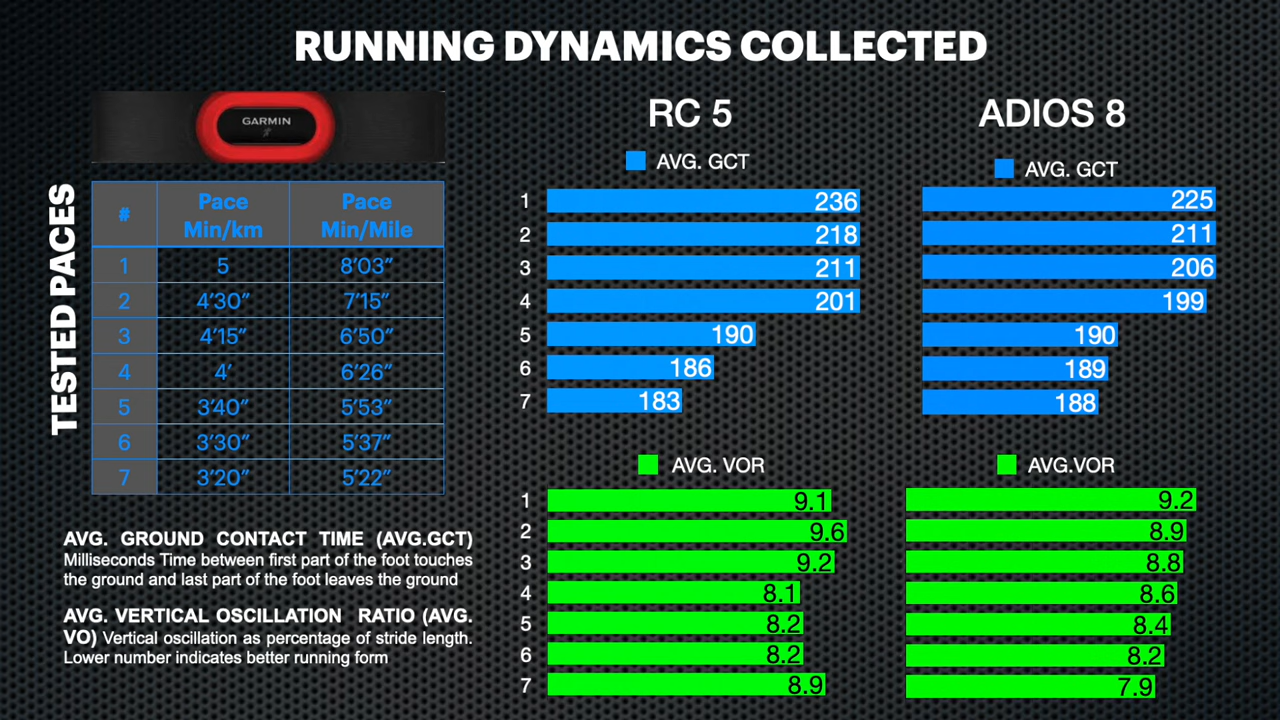 RUNNING DYNAMICS COLLECTED
GARMIN
TESTED PACES
# Pace Min/km Pace Min/Mile
1 5 8’03”
2 4’30” 7’15”
3 4’15” 6’50”
4 4’ 6’26”
5 3’40” 5’53”
6 3’30” 5’37”
7 3’20” 5’22”
AVG. GROUND CONTACT TIME (AVG.GCT)
Milliseconds Time between first part of the foot touches
the ground and last part of the foot leaves the ground
AVG. VERTICAL OSCILLATION RATIO (AVG.
VO) Vertical oscillation as percentage of stride length.
Lower number indicates better running form
RC 5
AVG. GCT
1 236
2 218
3 211
4 201
5 190
6 186
7 183
AVG. VOR
1 9.1
2 9.6
3 9.2
4 8.1
5 8.2
6 8.2
7 8.9
ADIOS 8
AVG. GCT
225
211
206
199
190
189
188
AVG.VOR
9.2
8.9
8.8
8.6
8.4
8.2
7.9